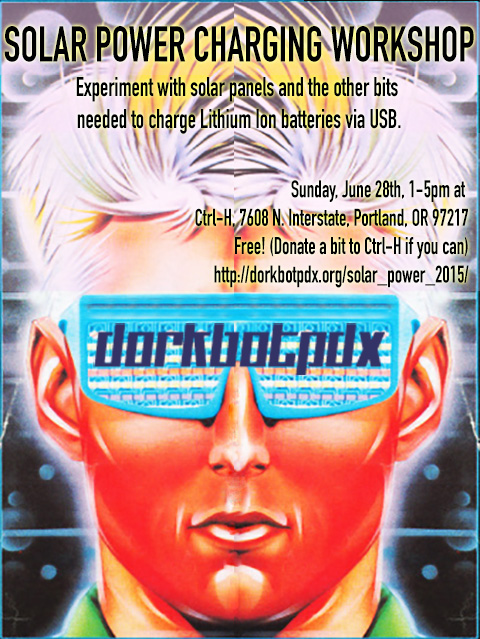 SOLAR POWER CHARGING WORKSHOP
Experiment with solar panels and the other bits
needed to charge Lithium Ion batteries via USB.
Sunday, June 28th, 1-5pm at
Ctrl-H, 7608 N. Interstate, Portland, OR 97217
Free! (Donate a bit to Ctrl-H if you can)
http://dorkbotpdx.org/solar_power_2015/
dorkbotpdx